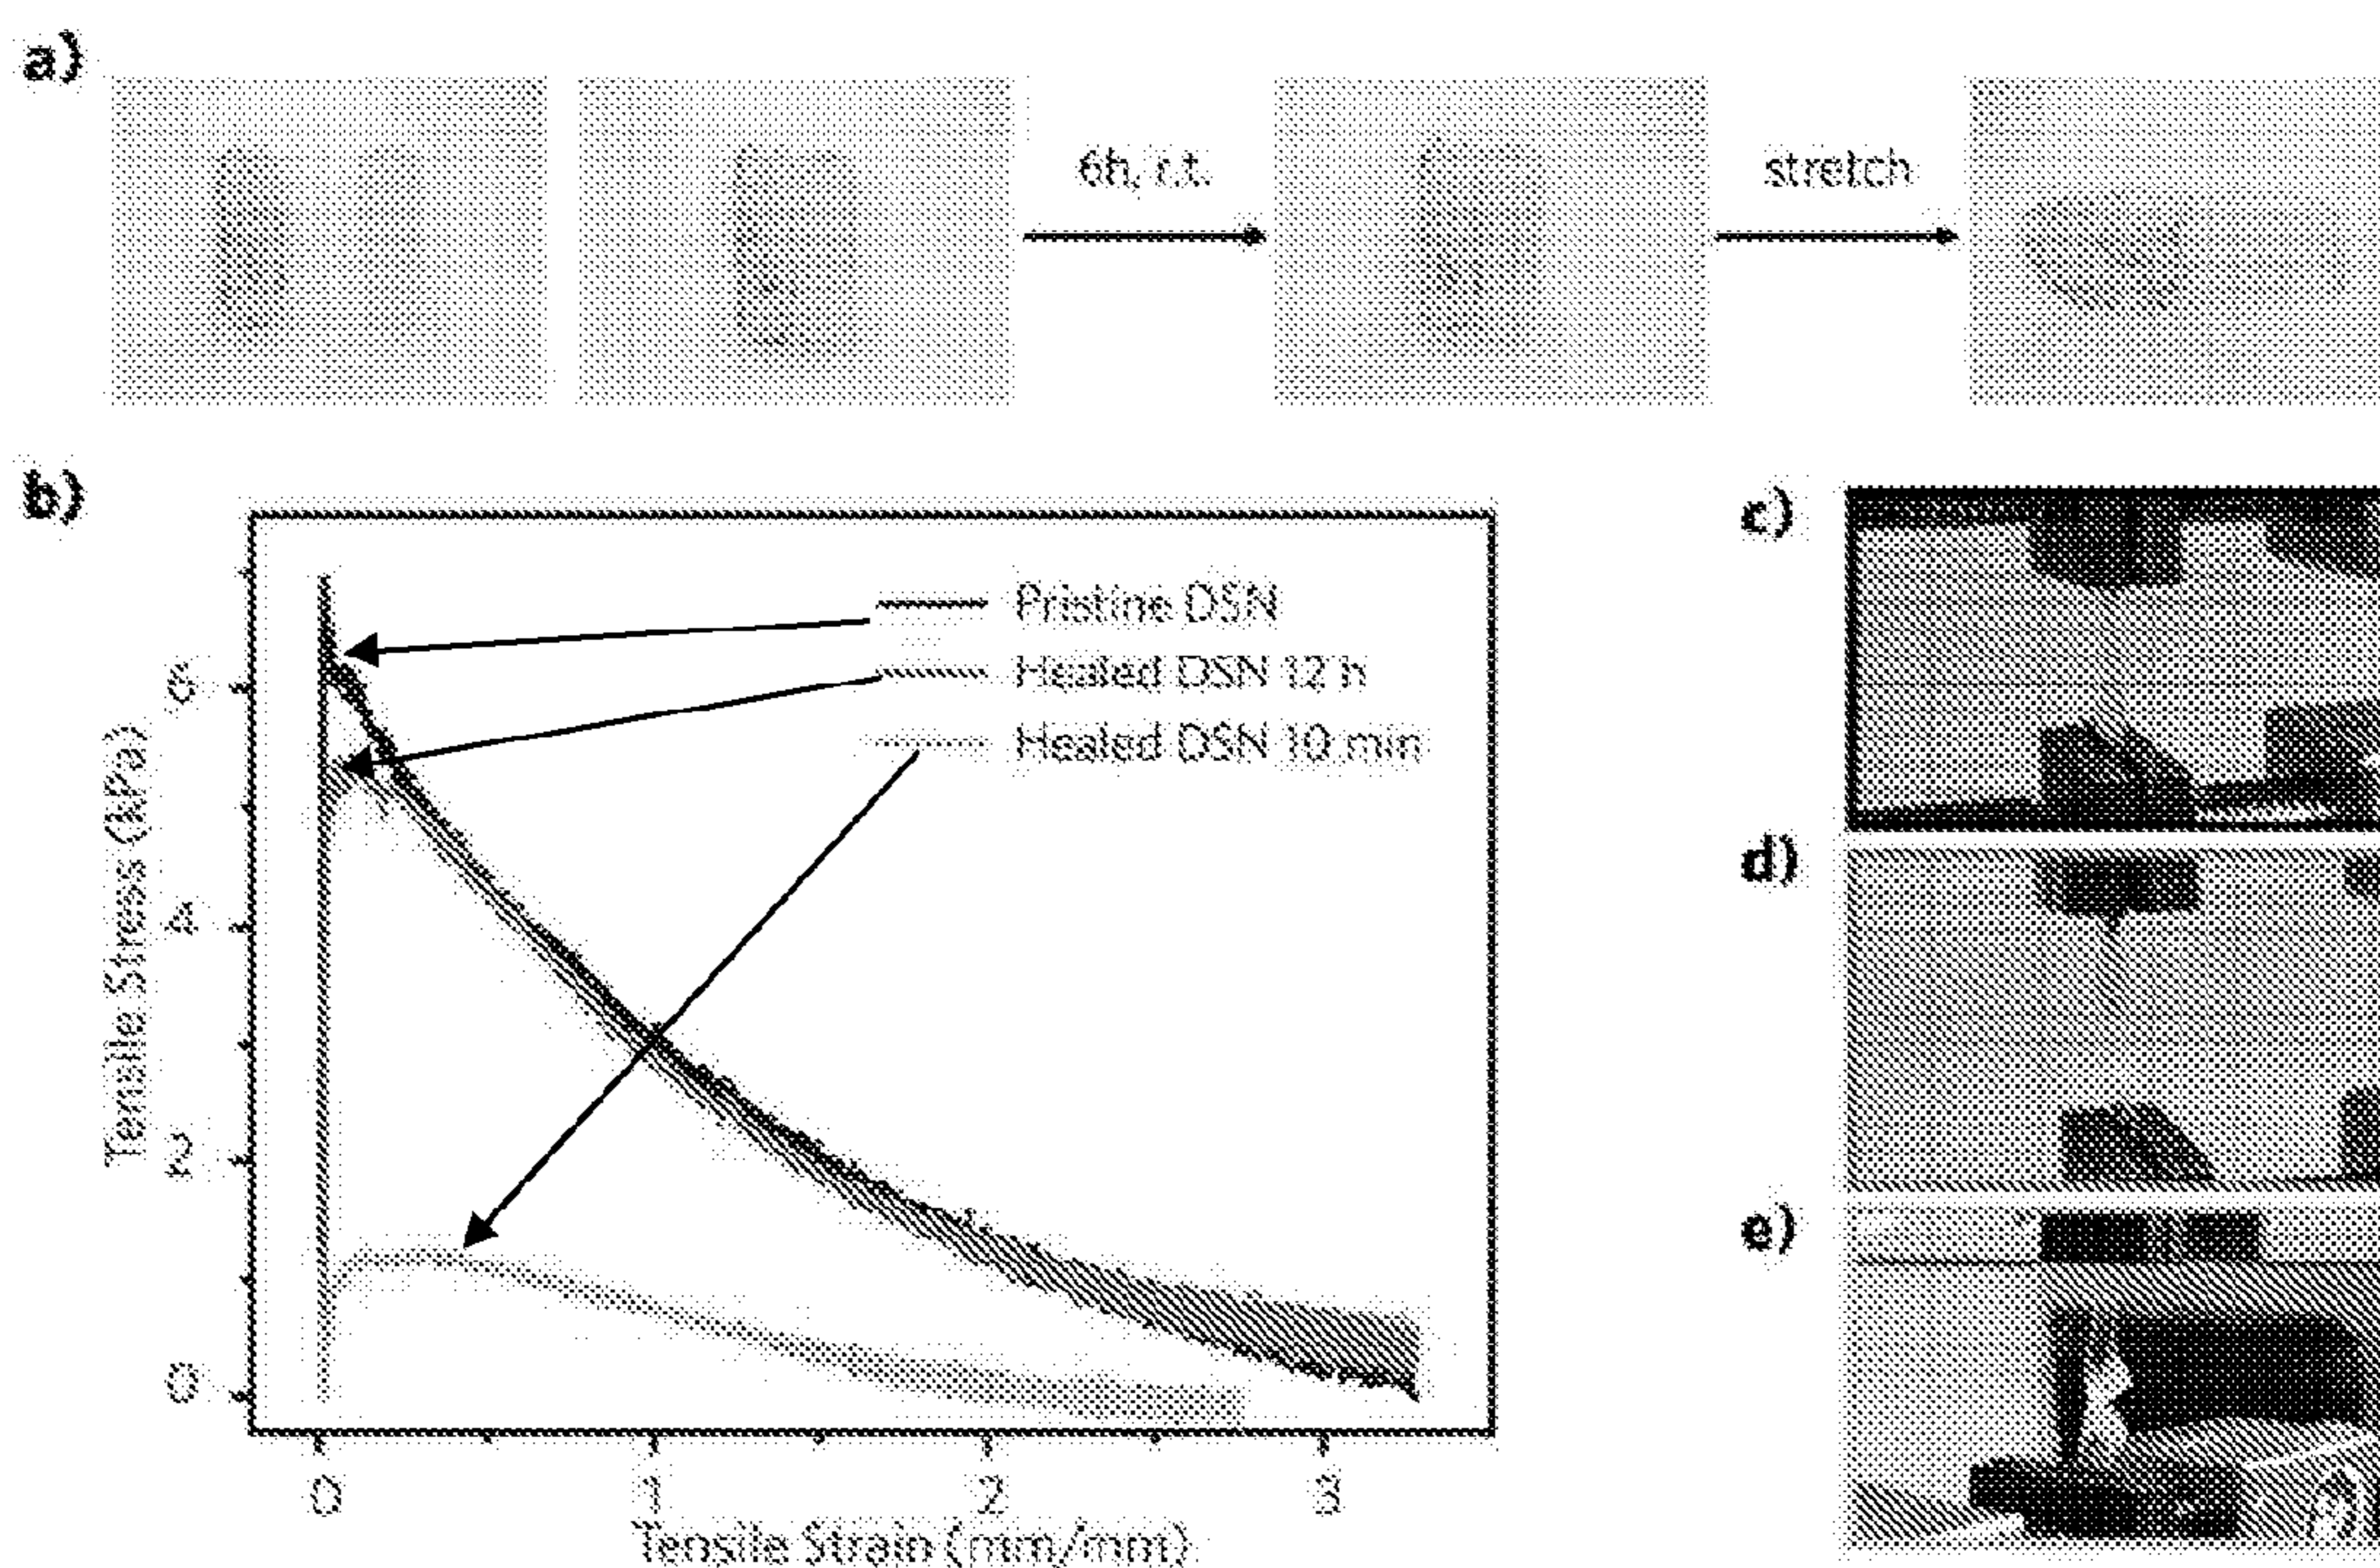 a)
6h, r.t.
stretch
b)
Pristine DSN
Healed DSN 12 h
Healed DSN 10 min
Tensile Stress (kPa)
6
4
2
0
0
1
2
3
Tensile Strain (mm/mm)
c)
d)
e)